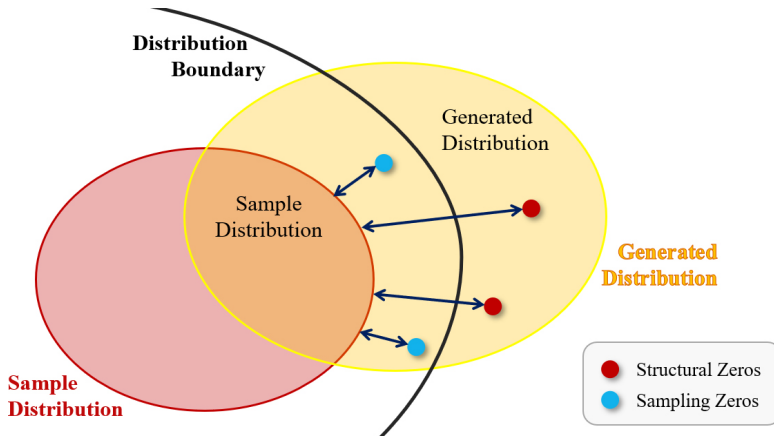 Distribution
Boundary
Generated
Distribution
Sample
Distribution
Generated
Distribution
Sample
Distribution
Structural Zeros
Sampling Zeros